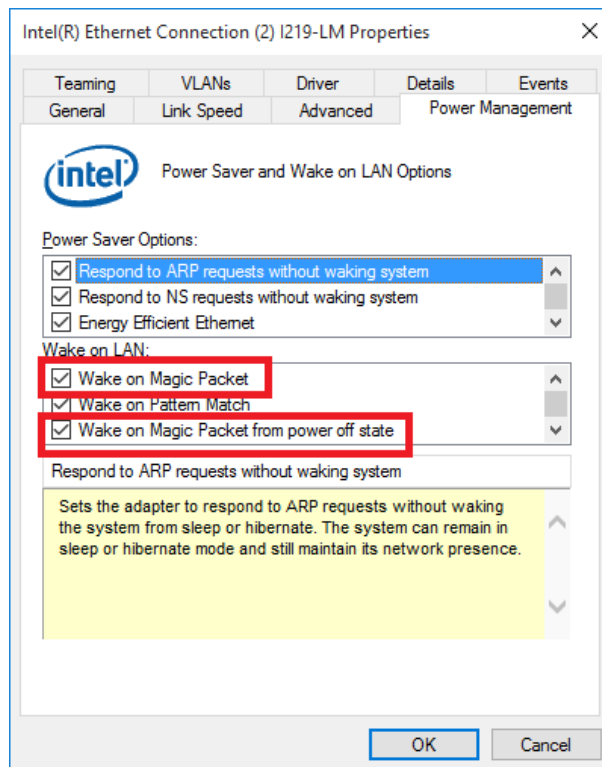 Intel(R) Ethernet Connection (2) I219-LM Properties
Teaming VLANs Driver Details Events
General Link Speed Advanced Power Management
intel
Power Saver and Wake on LAN Options
Power Saver Options:
Respond to ARP requests without waking system
Respond to NS requests without waking system
Energy Efficient Ethernet
Wake on LAN:
Wake on Magic Packet
Wake on Pattern Match
Wake on Magic Packet from power off state
Respond to ARP requests without waking system
Sets the adapter to respond to ARP requests without waking
the system from sleep or hibernate. The system can remain in
sleep or hibernate mode and still maintain its network presence.
OK Cancel